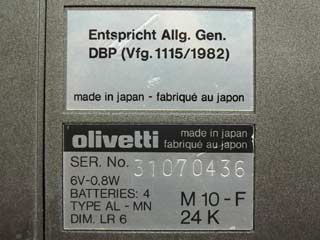 Entspricht Allg. Gen.
DBP (Vfg. 1115/1982)
made in japan - fabriqué au japon
olivetti
made in japan
fabriqué au japon
SER. No. 31070436
6V-0,8W
BATTERIES: 4
TYPE AL - MN
DIM. LR 6
M 10 - F
24 K